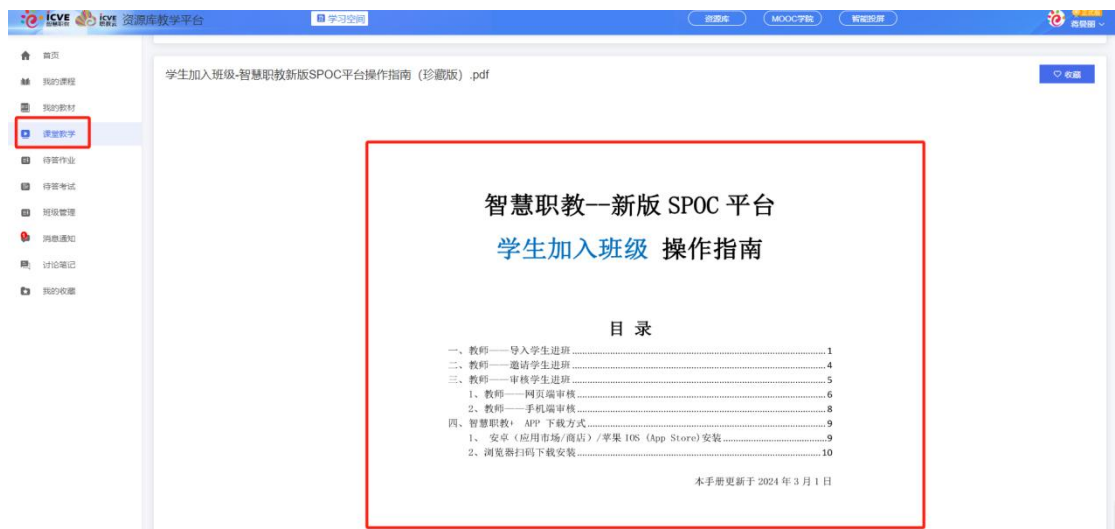 icve 智慧职教 icve 资源库教学平台
学习空间
资源库
MOOC学院
智能投屏
首页
我的课程
我的教材
课堂教学
待答作业
待答考试
班级管理
消息通知
讨论笔记
我的收藏
学生加入班级-智慧职教新版SPOC平台操作指南（珍藏版）.pdf
收藏
智慧职教--新版 SPOC 平台
学生加入班级 操作指南
目 录
一、教师——导入学生进班 1
二、教师——邀请学生进班 4
三、教师——审核学生进班 5
1、教师——网页端审核 6
2、教师——手机端审核 8
四、智慧职教+ APP 下载方式 9
1、 安卓（应用市场/商店）/苹果 IOS (App Store)安装 9
2、浏览器扫码下载安装 10
本手册更新于 2024 年 3 月 1 日